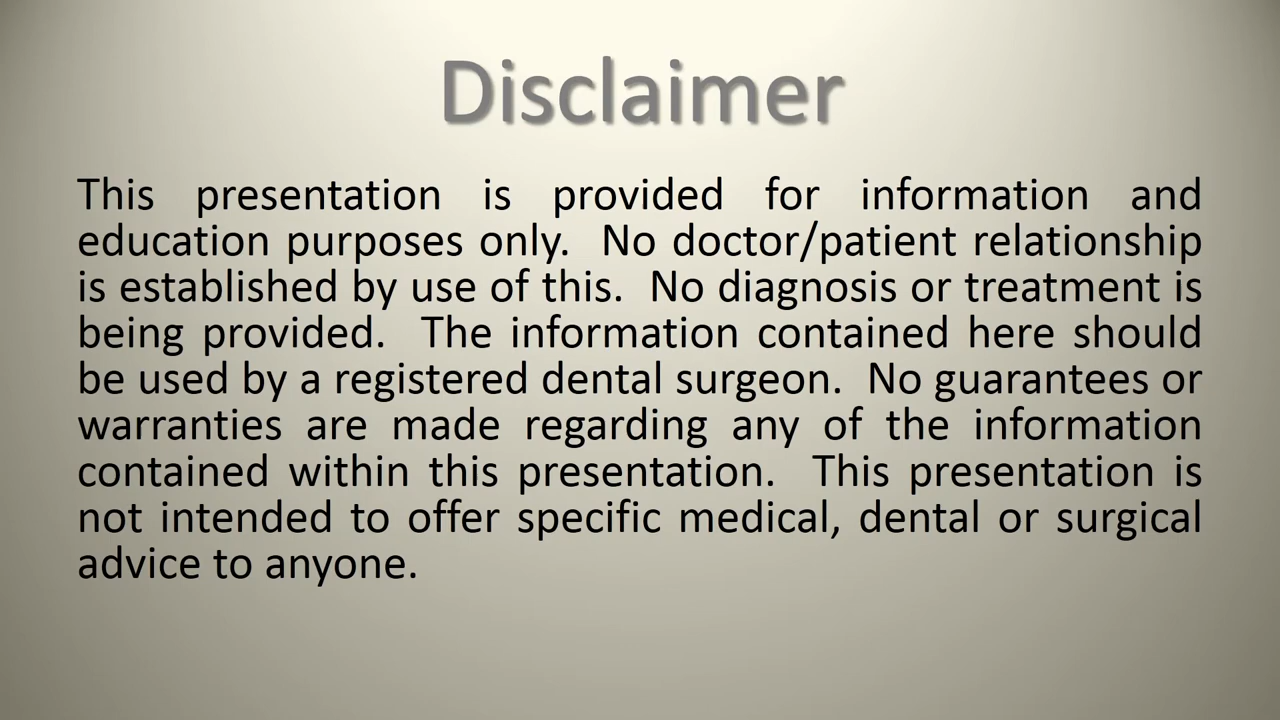 Disclaimer
This presentation is provided for information and
education purposes only.  No doctor/patient relationship
is established by use of this.  No diagnosis or treatment is
being provided.  The information contained here should
be used by a registered dental surgeon.  No guarantees or
warranties are made regarding any of the information
contained within this presentation.  This presentation is
not intended to offer specific medical, dental or surgical
advice to anyone.